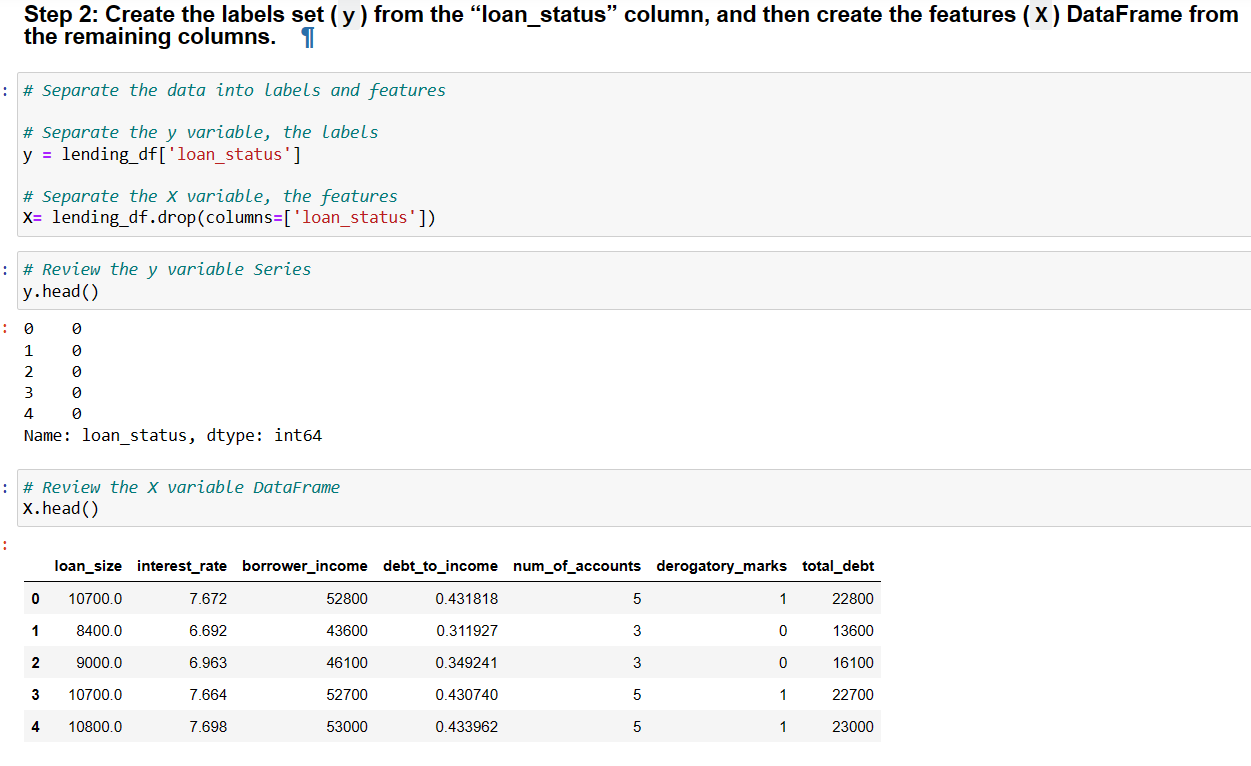 Step 2: Create the labels set (y) from the “loan_status” column, and then create the features (X) DataFrame from
the remaining columns. ¶
: # Separate the data into labels and features
# Separate the y variable, the labels
y = lending_df['loan_status']
# Separate the X variable, the features
X= lending_df.drop(columns=['loan_status'])
: # Review the y variable Series
y.head()
: 0 0
1 0
2 0
3 0
4 0
Name: loan_status, dtype: int64
: # Review the X variable DataFrame
X.head()
:
loan_size interest_rate borrower_income debt_to_income num_of_accounts derogatory_marks total_debt
0 10700.0 7.672 52800 0.431818 5 1 22800
1 8400.0 6.692 43600 0.311927 3 0 13600
2 9000.0 6.963 46100 0.349241 3 0 16100
3 10700.0 7.664 52700 0.430740 5 1 22700
4 10800.0 7.698 53000 0.433962 5 1 23000